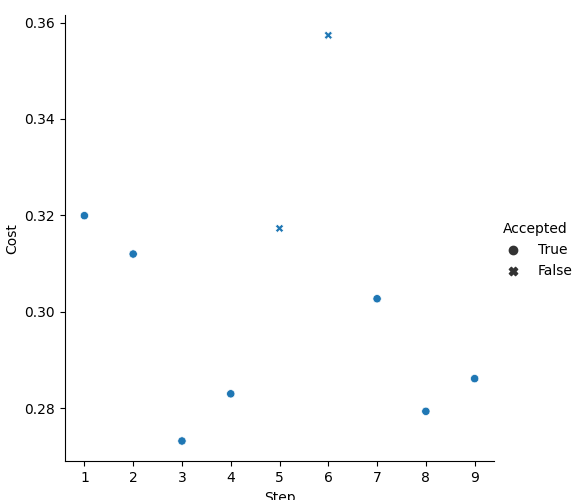 0.36
0.34
0.32
0.30
0.28
Cost
1 2 3 4 5 6 7 8 9
Step
Accepted
True
False